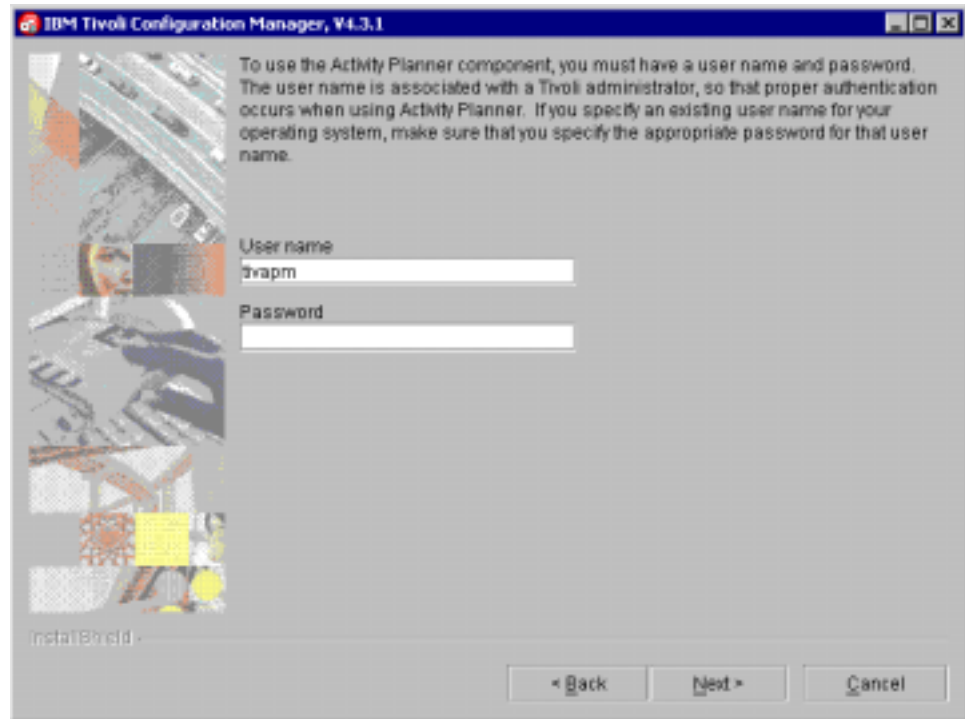 IBM Tivoli Configuration Manager, V4.3.1
To use the Activity Planner component, you must have a user name and password.
The user name is associated with a Tivoli administrator, so that proper authentication
occurs when using Activity Planner. If you specify an existing user name for your
operating system, make sure that you specify the appropriate password for that user
name.
User name
tivapm
Password
InstallShield
< Back
Next >
Cancel